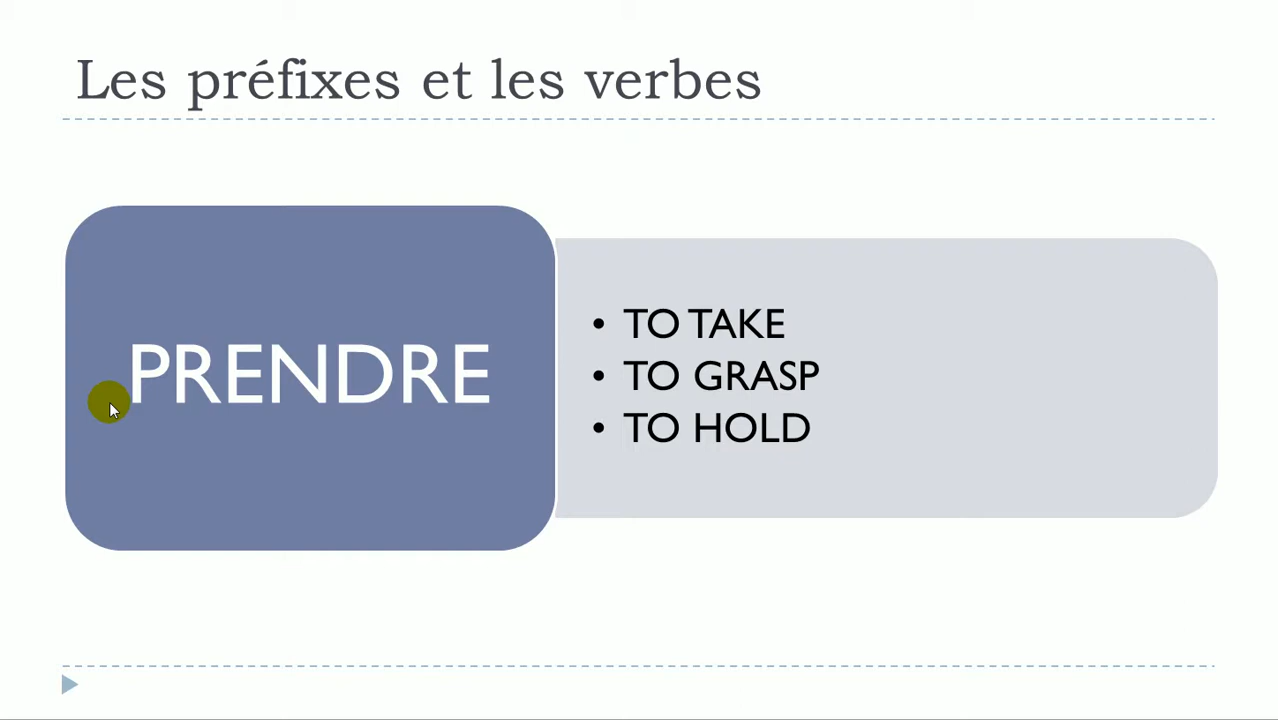 Les préfixes et les verbes
PRENDRE
• TO TAKE
• TO GRASP
• TO HOLD